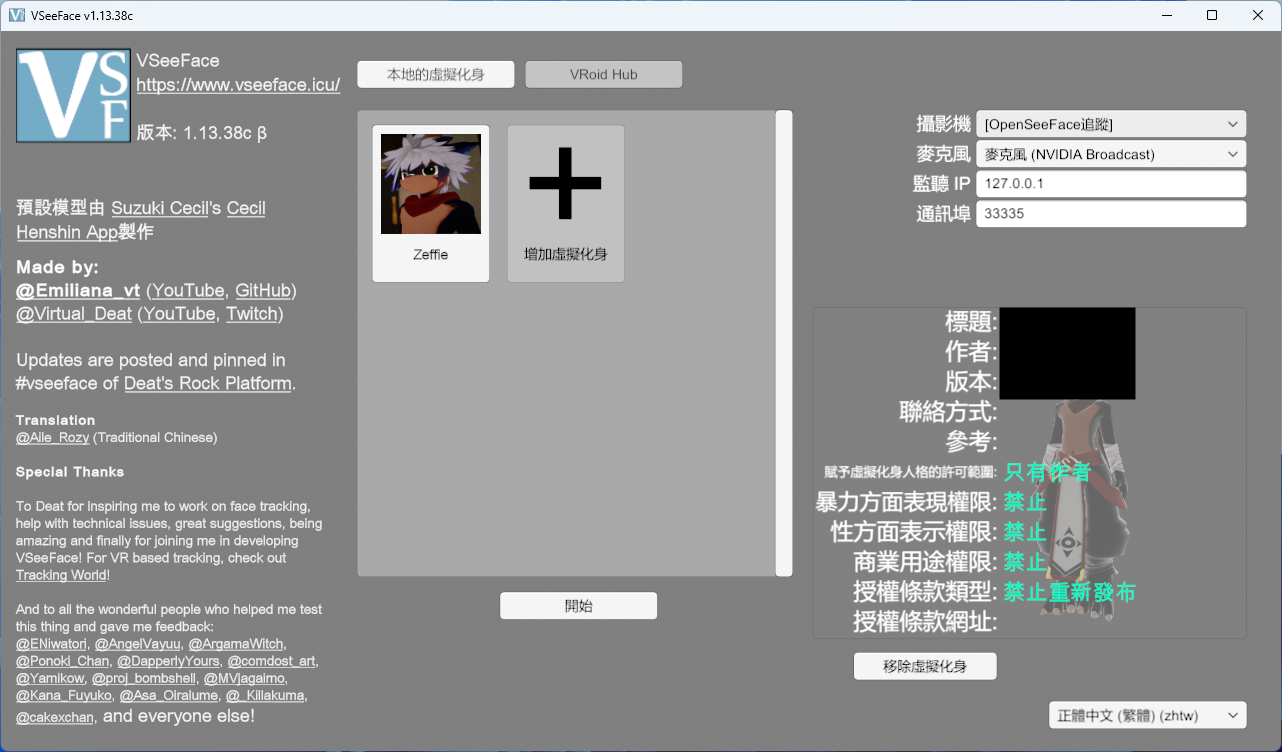 VSeeFace v1.13.38c
VSeeFace
https://www.vseeface.icu/
版本: 1.13.38c β
預設模型由 Suzuki Cecil's Cecil
Henshin App製作
Made by:
@Emiliana_vt (YouTube, GitHub)
@Virtual_Deat (YouTube, Twitch)
Updates are posted and pinned in
#vseeface of Deat's Rock Platform.
Translation
@Aile_Rozy (Traditional Chinese)
Special Thanks
To Deat for inspiring me to work on face tracking,
help with technical issues, great suggestions, being
amazing and finally for joining me in developing
VSeeFace! For VR based tracking, check out
Tracking World!
And to all the wonderful people who helped me test
this thing and gave me feedback:
@ENiwatori, @AngelVayuu, @ArgamaWitch,
@Ponoki_Chan, @DapperlyYours, @comdost_art,
@Yamikow, @proj_bombshell, @MVjagaimo,
@Kana_Fuyuko, @Asa_Oiralume, @_Killakuma,
@cakexchan, and everyone else!
本地的虛擬化身
VRoid Hub
Zeffie
增加虛擬化身
開始
攝影機 [OpenSeeFace追蹤]
麥克風 麥克風 (NVIDIA Broadcast)
監聽 IP 127.0.0.1
通訊埠 33335
標題:
作者:
版本:
聯絡方式:
參考:
賦予虛擬化身人格的許可範圍: 只有作者
暴力方面表現權限: 禁止
性方面表示權限: 禁止
商業用途權限: 禁止
授權條款類型: 禁止重新發布
授權條款網址:
移除虛擬化身
正體中文 (繁體) (zhtw)